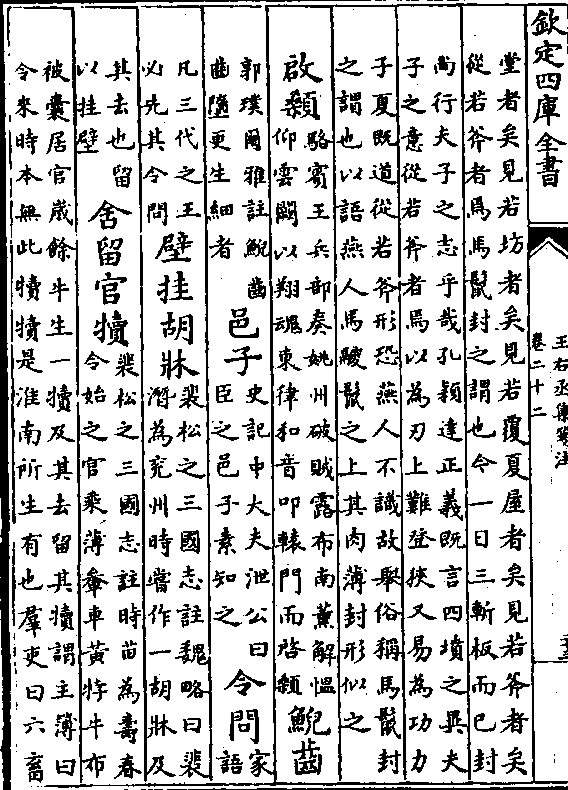 欽定四庫全書
王右丞集箋注
卷二十二
堂者矣見若坊者矣見若覆夏屋者矣見若斧者矣
從若斧者焉馬鬛封之謂也今一日三斬板而已封
尚行夫子之志乎哉孔穎達正義既言四墳之異夫
子之意從若斧者焉以為刃上難登狹又易為功力
子夏既道從若斧形恐燕人不識故舉俗稱馬鬛封
之謂也以語燕人馬騣鬛之上其肉薄封形似之
啟顙
駱賓王兵部奏姚州破賊露布南薰解愠
仰雲闕以翔魂東律和音叩轅門而啓顙
鯢齒
郭璞爾雅註鯢齒
齒隨更生細者
邑子
史記中大夫泄公曰
臣之邑子素知之
令問
家
語
凡三代之王
必先其令問
壁挂胡牀
裴松之三國志註魏略曰裴
潛為兖州時嘗作一胡牀及
其去也留
以挂壁
舍留官犢
裴松之三國志註時苗為壽春
令始之官乘薄軬車黄牸牛布
被囊居官歲餘牛生一犢及其去留其犢謂主簿曰
令來時本無此犢犢是淮南所生有也羣吏曰六畜